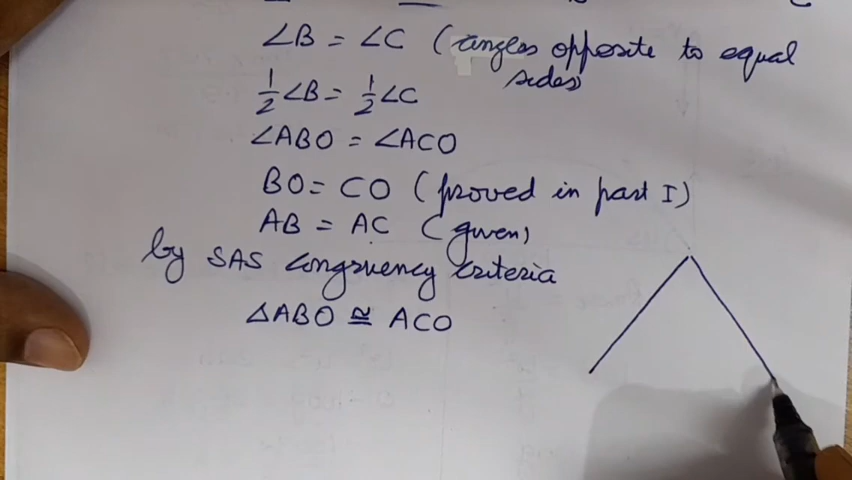 ∠B = ∠C (angles opposite to equal
sides)
1/2 ∠B = 1/2 ∠C
∠ABO = ∠ACO
BO = CO (proved in part I)
AB = AC (given)
by SAS congruency criteria
△ABO ≅ ACO